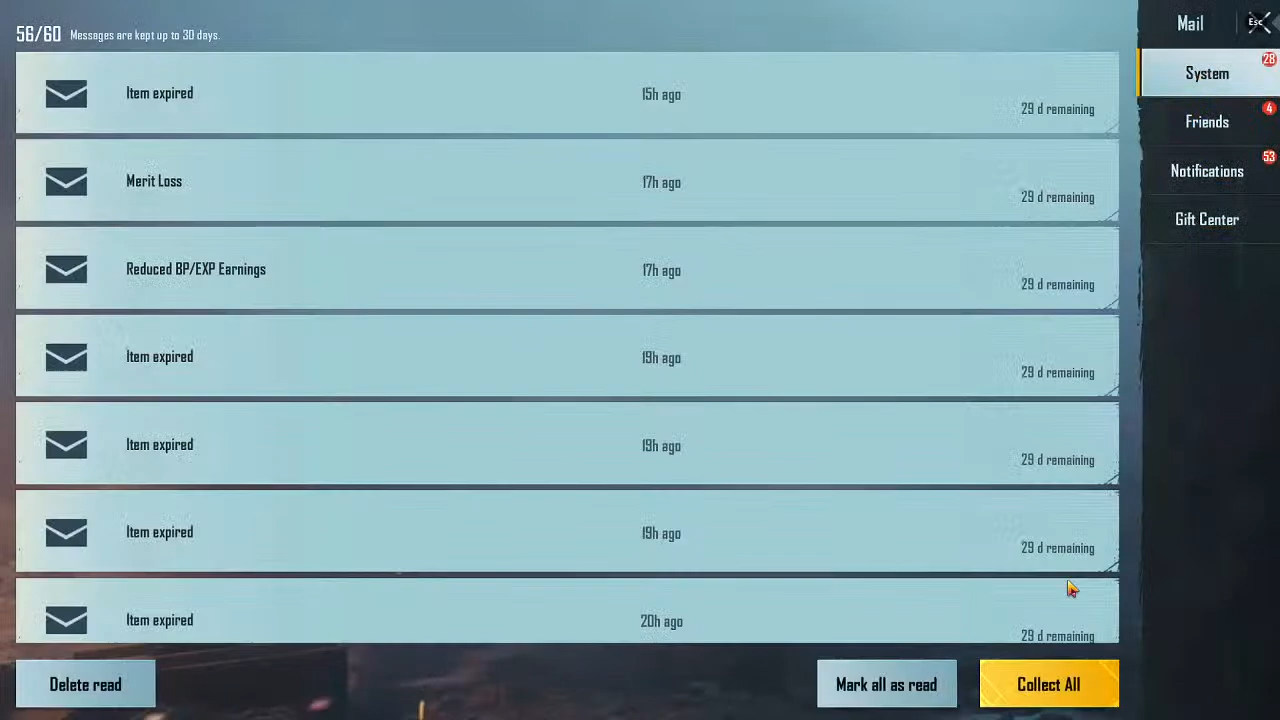 56/60 Messages are kept up to 30 days.
Mail
Esc
System 28
Friends 4
Notifications 53
Gift Center
Item expired 15h ago 29 d remaining
Merit Loss 17h ago 29 d remaining
Reduced BP/EXP Earnings 17h ago 29 d remaining
Item expired 19h ago 29 d remaining
Item expired 19h ago 29 d remaining
Item expired 19h ago 29 d remaining
Item expired 20h ago 29 d remaining
Delete read
Mark all as read
Collect All